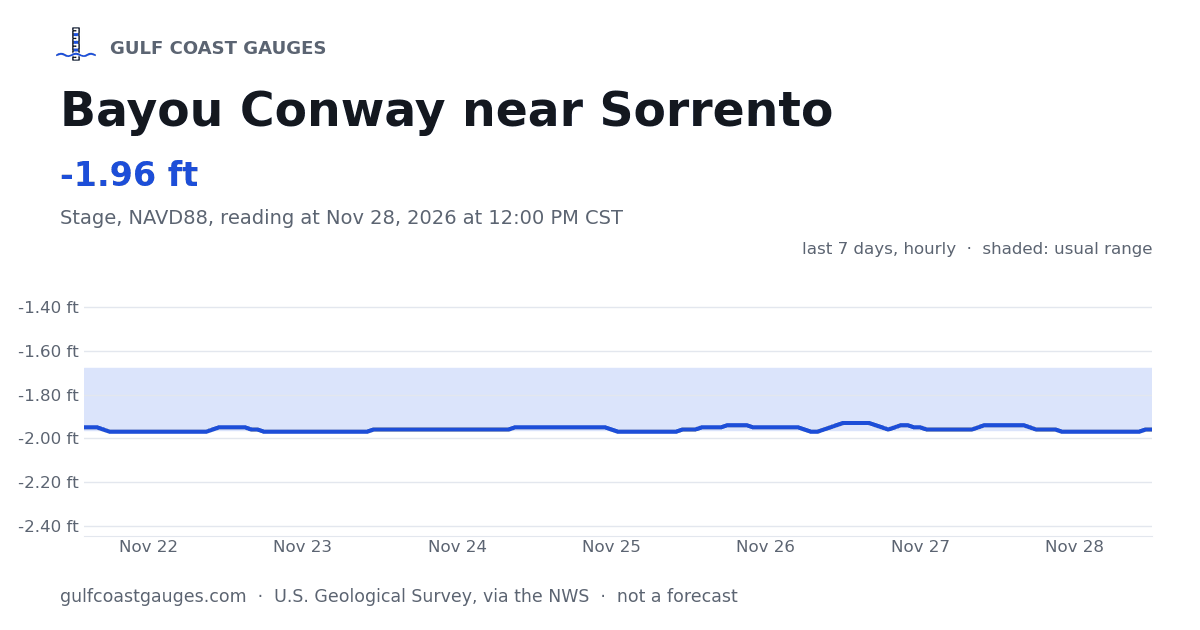 GULF COAST GAUGES
Bayou Conway near Sorrento
-1.96 ft
Stage, NAVD88, reading at Nov 28, 2026 at 12:00 PM CST
last 7 days, hourly · shaded: usual range
-1.40 ft
-1.60 ft
-1.80 ft
-2.00 ft
-2.20 ft
-2.40 ft
Nov 22 Nov 23 Nov 24 Nov 25 Nov 26 Nov 27 Nov 28
gulfcoastgauges.com · U.S. Geological Survey, via the NWS · not a forecast